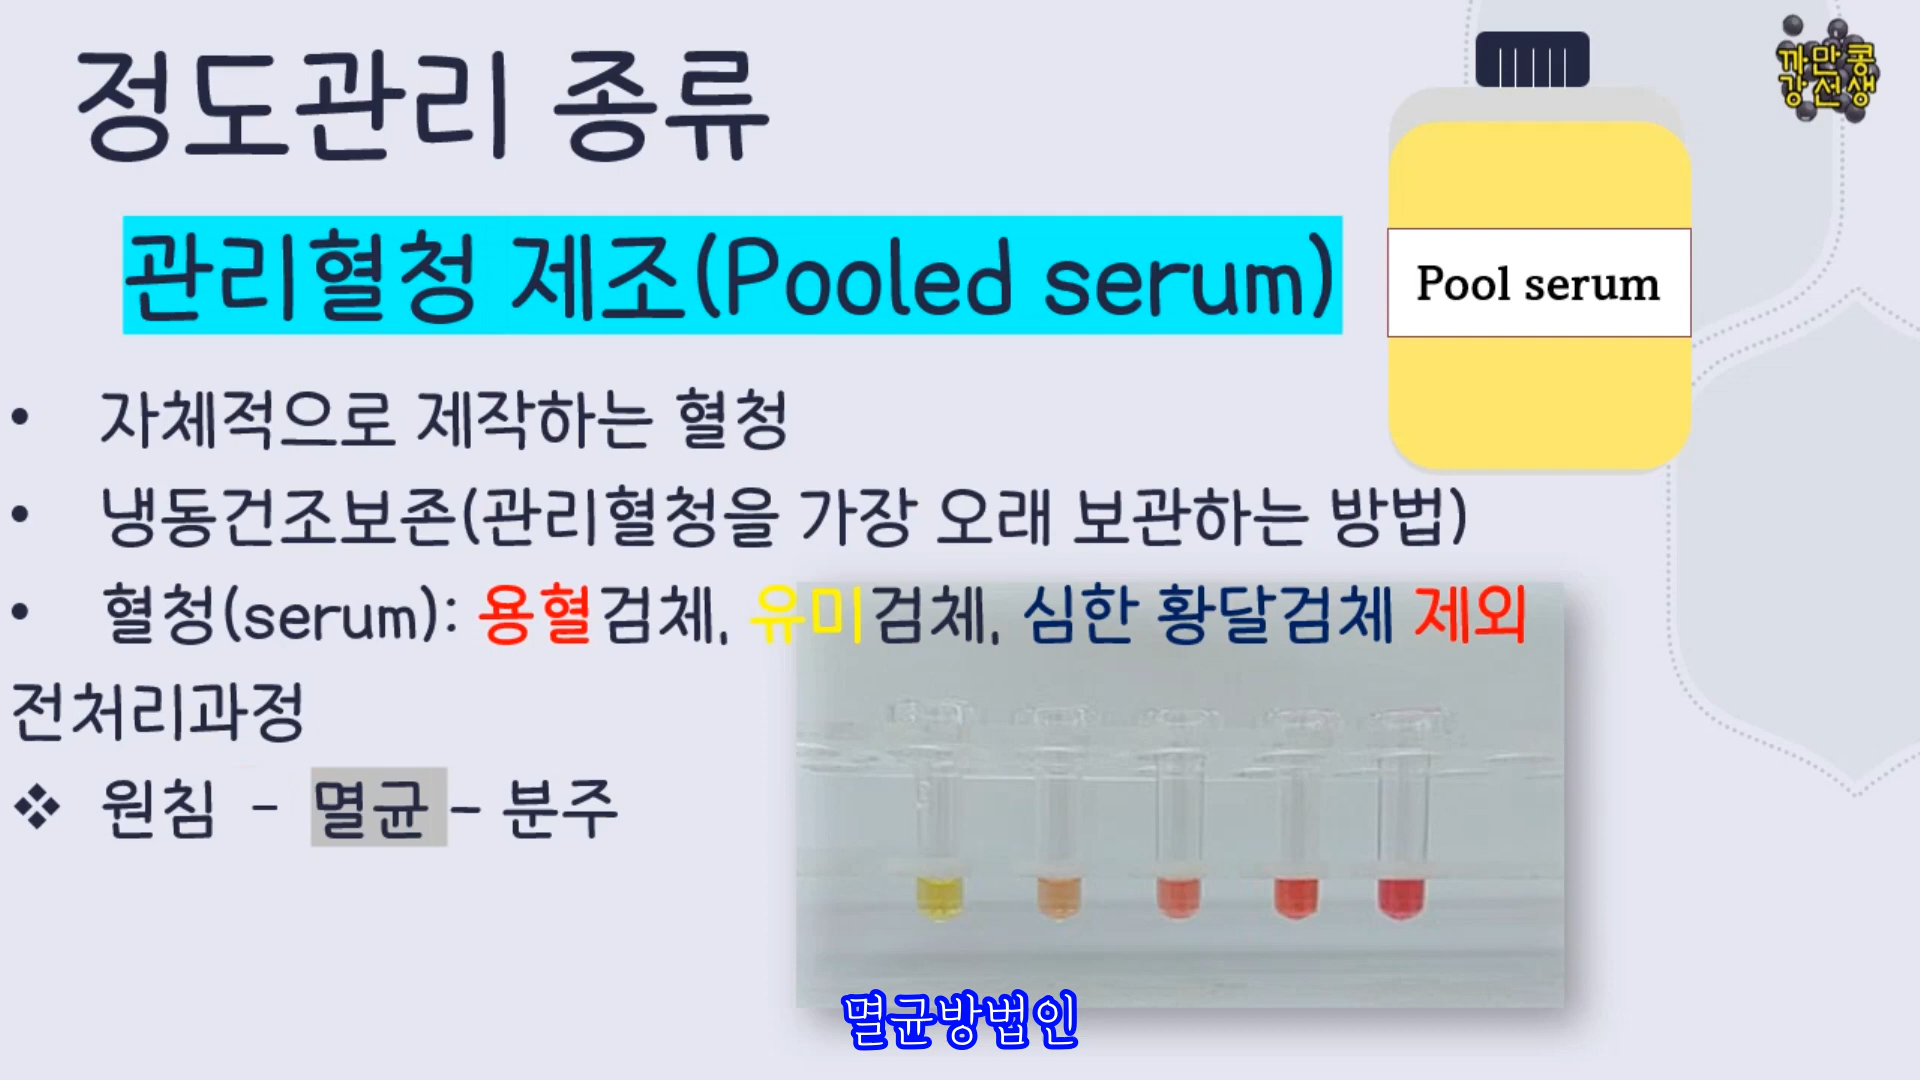 정도관리 종류
까만콩
강선생
관리혈청 제조(Pooled serum)
Pool serum
• 자체적으로 제작하는 혈청
• 냉동건조보존(관리혈청을 가장 오래 보관하는 방법)
• 혈청(serum): 용혈검체, 유미검체, 심한 황달검체 제외
전처리과정
❖ 원침 - 멸균 - 분주
멸균방법인